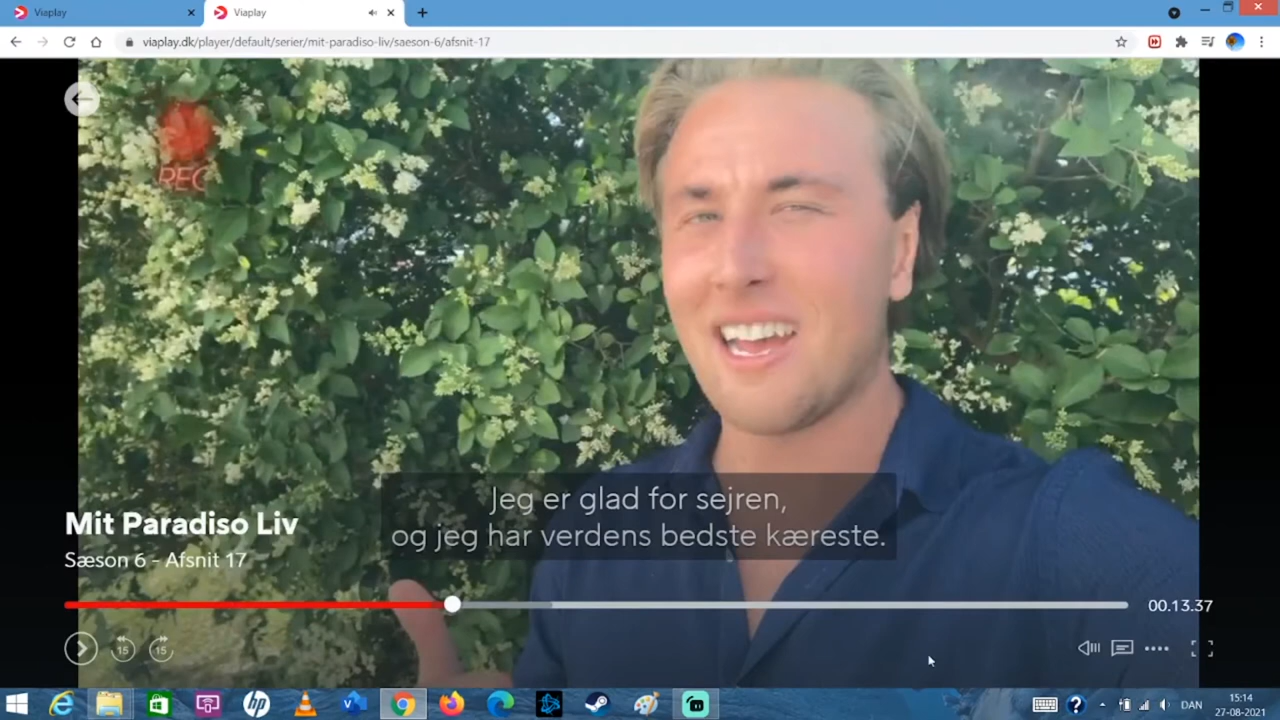 Viaplay
Viaplay
viaplay.dk/player/default/serier/mit-paradiso-liv/saeson-6/afsnit-17
REC
Jeg er glad for sejren,
og jeg har verdens bedste kæreste.
Mit Paradiso Liv
Sæson 6 - Afsnit 17
00.13.37
15
15
DAN
15:14
27-08-2021